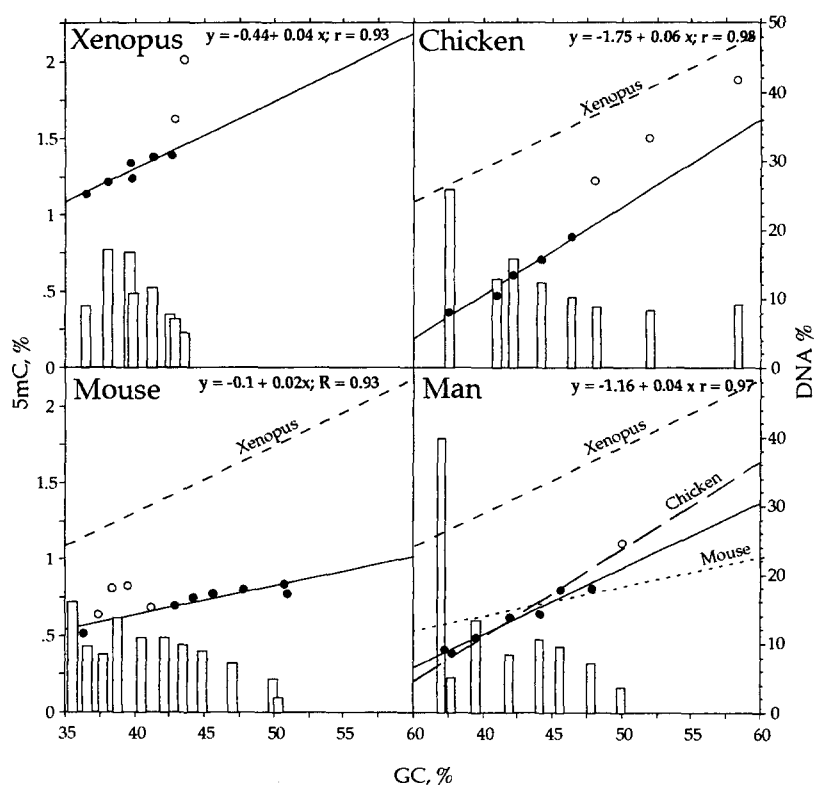 Xenopus
y = -0.44+ 0.04 x; r = 0.93
Chicken
y = -1.75 + 0.06 x; r = 0.98
50
2
1.5
1
.5
0
Xenopus
40
30
20
10
0
Mouse
y = -0.1 + 0.02x; R = 0.93
Man
y = -1.16 + 0.04 x r = 0.97
5mC, %
DNA %
2
1.5
1
0.5
0
Xenopus
Xenopus
Chicken
Mouse
40
30
20
10
0
35
40
45
50
55
60
40
45
50
55
60
GC, %